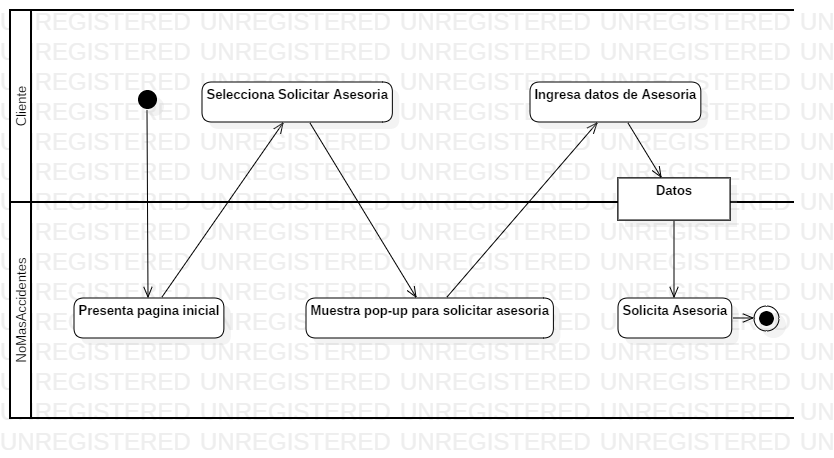 Cliente
Selecciona Solicitar Asesoria
Ingresa datos de Asesoria
Datos
NoMasAccidentes
Presenta pagina inicial
Muestra pop-up para solicitar asesoria
Solicita Asesoria
UNREGISTERED